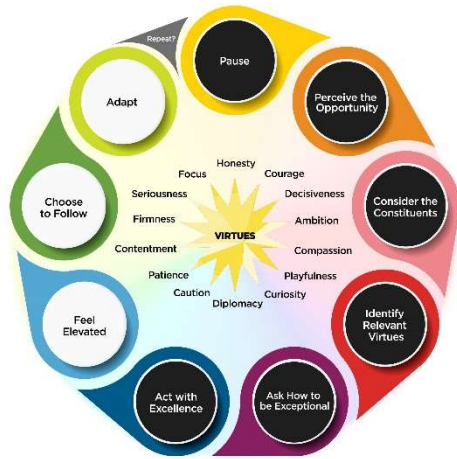 Repeat?
Pause
Perceive the
Opportunity
Consider the
Constituents
Identify
Relevant
Virtues
Ask How to
be Exceptional
Act with
Excellence
Feel
Elevated
Choose
to Follow
Adapt
Honesty
Courage
Decisiveness
Ambition
Compassion
Playfulness
Curiosity
Diplomacy
Caution
Patience
Contentment
Firmness
Seriousness
Focus
VIRTUES